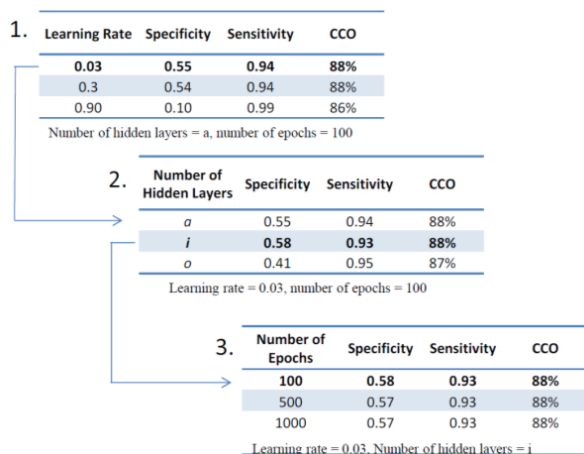 1.
Learning Rate Specificity Sensitivity CCO
0.03 0.55 0.94 88%
0.3 0.54 0.94 88%
0.90 0.10 0.99 86%
Number of hidden layers = a, number of epochs = 100
2.
Number of
Hidden Layers Specificity Sensitivity CCO
a 0.55 0.94 88%
i 0.58 0.93 88%
o 0.41 0.95 87%
Learning rate = 0.03, number of epochs = 100
3.
Number of
Epochs Specificity Sensitivity CCO
100 0.58 0.93 88%
500 0.57 0.93 88%
1000 0.57 0.93 88%
Learning rate = 0.03, Number of hidden layers = i